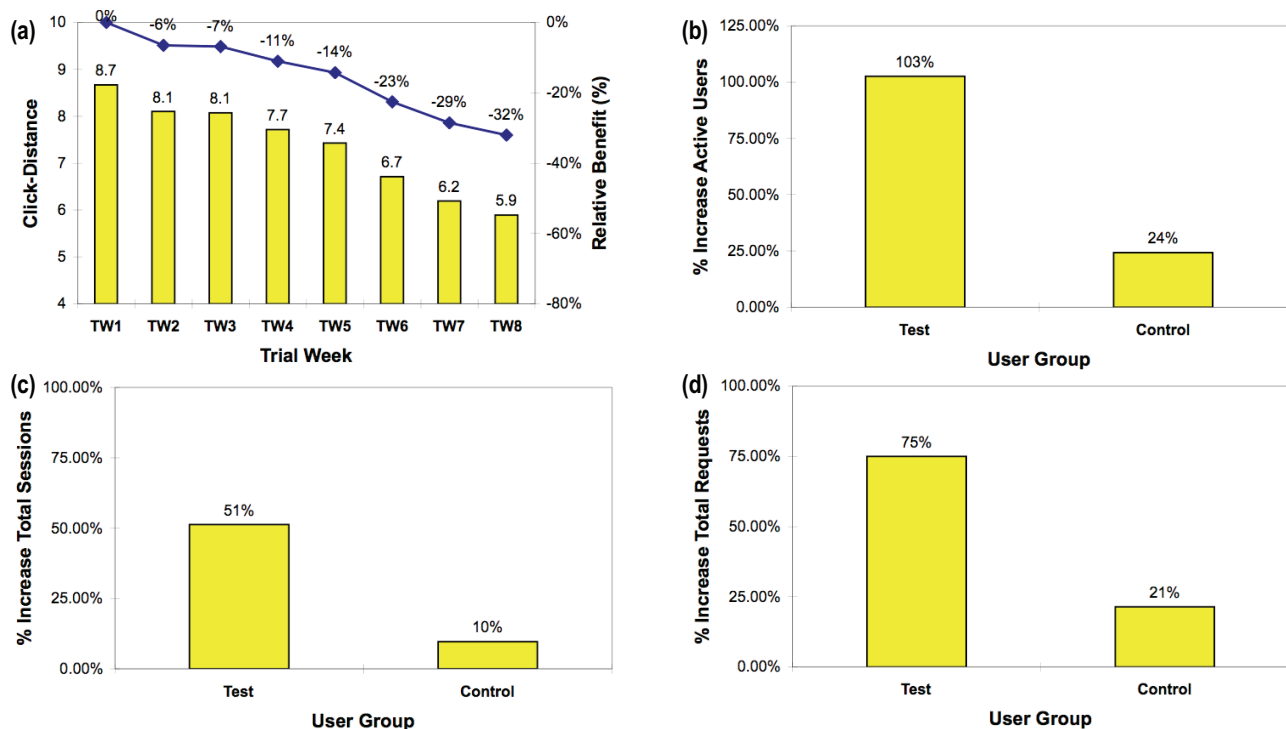 (a)
Click-Distance
10
9
8
7
6
5
4
0%
-6%
-7%
-11%
-14%
-23%
-29%
-32%
8.7
8.1
8.1
7.7
7.4
6.7
6.2
5.9
0%
-20%
-40%
-60%
-80%
Relative Benefit (%)
TW1 TW2 TW3 TW4 TW5 TW6 TW7 TW8
Trial Week
(b)
% Increase Active Users
125.00%
100.00%
75.00%
50.00%
25.00%
0.00%
103%
24%
Test Control
User Group
(c)
% Increase Total Sessions
100.00%
75.00%
50.00%
25.00%
0.00%
51%
10%
Test Control
User Group
(d)
% Increase Total Requests
100.00%
75.00%
50.00%
25.00%
0.00%
75%
21%
Test Control
User Group